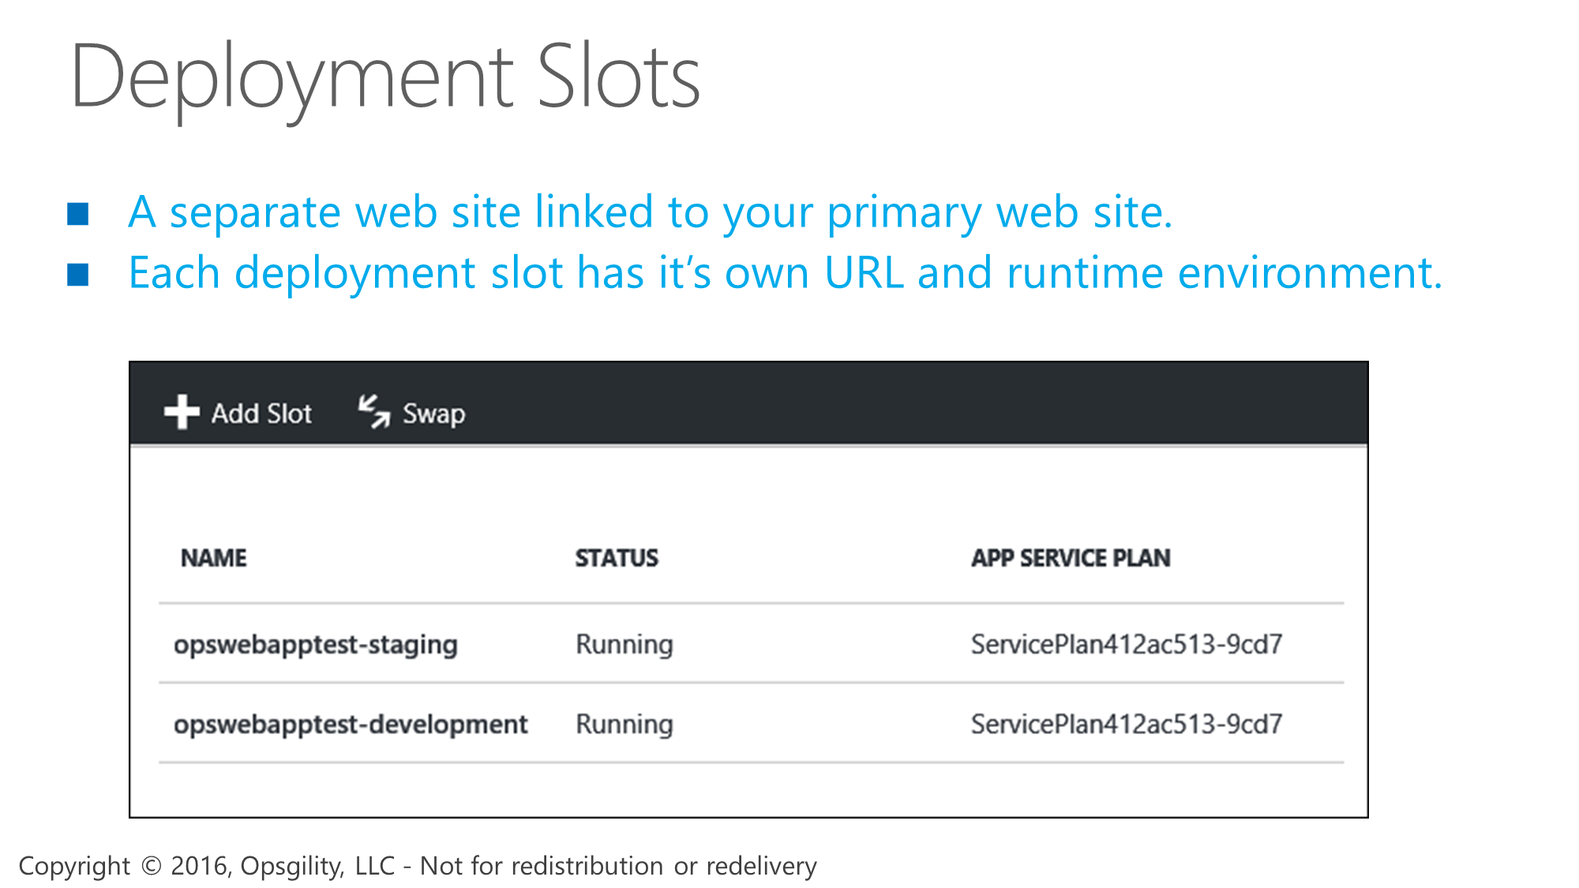 Deployment Slots
A separate web site linked to your primary web site.
Each deployment slot has it’s own URL and runtime environment.
Add Slot Swap
NAME STATUS APP SERVICE PLAN
opswebapptest-staging Running ServicePlan412ac513-9cd7
opswebapptest-development Running ServicePlan412ac513-9cd7
Copyright © 2016, Opsgility, LLC - Not for redistribution or redelivery